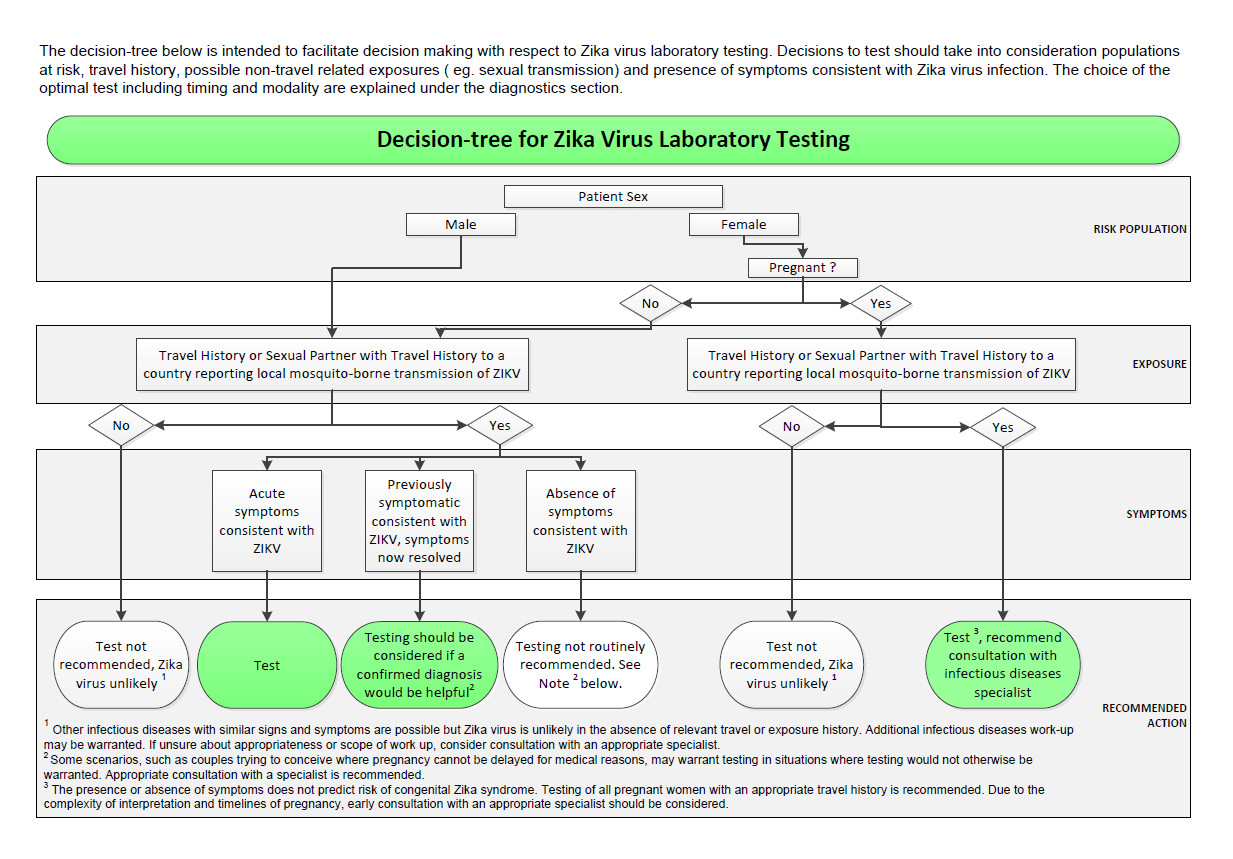 The decision-tree below is intended to facilitate decision making with respect to Zika virus laboratory testing. Decisions to test should take into consideration populations
at risk, travel history, possible non-travel related exposures ( eg. sexual transmission) and presence of symptoms consistent with Zika virus infection. The choice of the
optimal test including timing and modality are explained under the diagnostics section.
Decision-tree for Zika Virus Laboratory Testing
Patient Sex
Male
Female
RISK POPULATION
Pregnant ?
No
Yes
Travel History or Sexual Partner with Travel History to a
country reporting local mosquito-borne transmission of ZIKV
Travel History or Sexual Partner with Travel History to a
country reporting local mosquito-borne transmission of ZIKV
EXPOSURE
No
Yes
No
Yes
Acute
symptoms
consistent with
ZIKV
Previously
symptomatic
consistent with
ZIKV, symptoms
now resolved
Absence of
symptoms
consistent with
ZIKV
SYMPTOMS
Test not
recommended, Zika
virus unlikely 1
Test
Testing should be
considered if a
confirmed diagnosis
would be helpful2
Testing not routinely
recommended. See
Note 2 below.
Test not
recommended, Zika
virus unlikely 1
Test 3, recommend
consultation with
infectious diseases
specialist
RECOMMENDED
ACTION
1 Other infectious diseases with similar signs and symptoms are possible but Zika virus is unlikely in the absence of relevant travel or exposure history. Additional infectious diseases work-up
may be warranted. If unsure about appropriateness or scope of work up, consider consultation with an appropriate specialist.
2 Some scenarios, such as couples trying to conceive where pregnancy cannot be delayed for medical reasons, may warrant testing in situations where testing would not otherwise be
warranted. Appropriate consultation with a specialist is recommended.
3 The presence or absence of symptoms does not predict risk of congenital Zika syndrome. Testing of all pregnant women with an appropriate travel history is recommended. Due to the
complexity of interpretation and timelines of pregnancy, early consultation with an appropriate specialist should be considered.